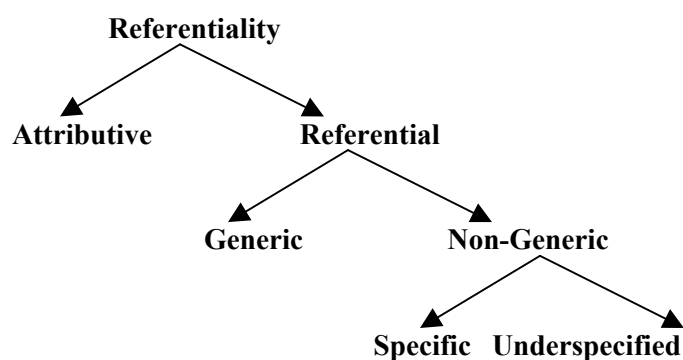 Referentiality
Attributive Referential
Generic Non-Generic
Specific Underspecified